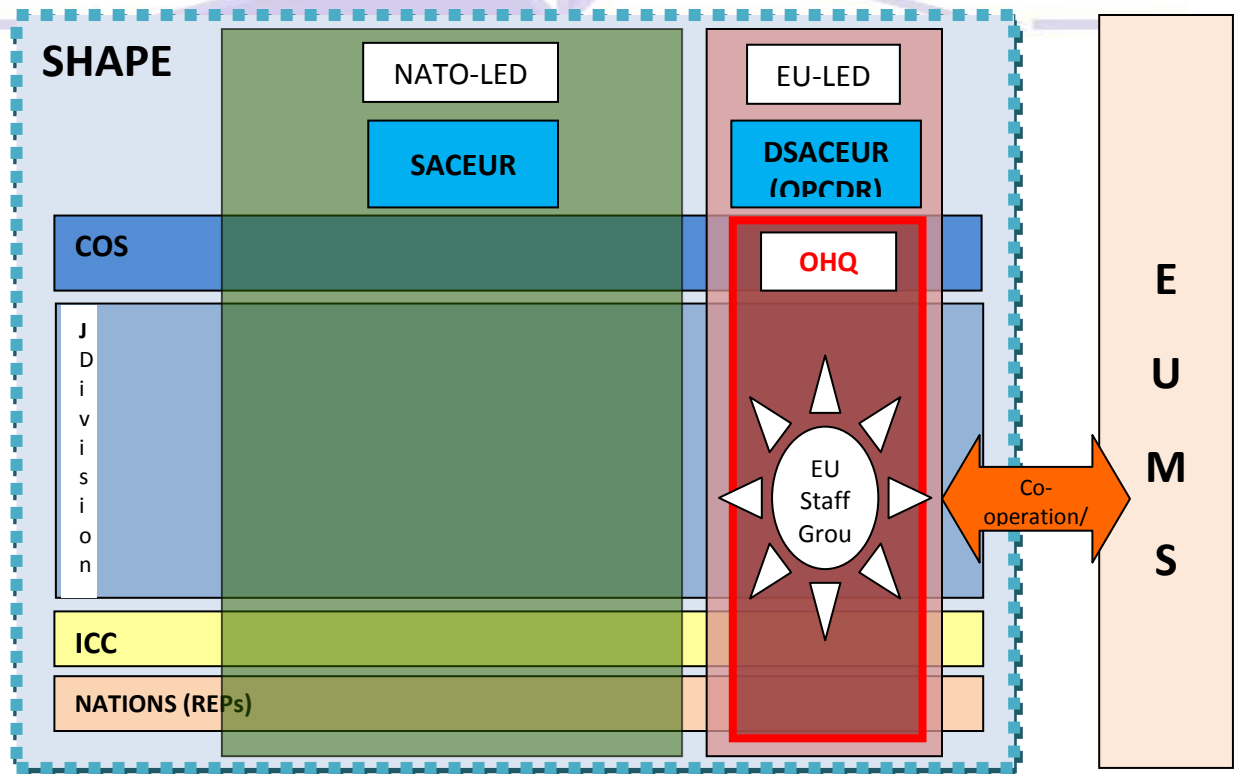 SHAPE
NATO-LED
EU-LED
SACEUR
DSACEUR
(OPCDR)
COS
OHQ
J
D
i
v
i
s
i
o
n
EU
Staff
Grou
Co-
operation/
ICC
NATIONS (REPs)
E
U
M
S